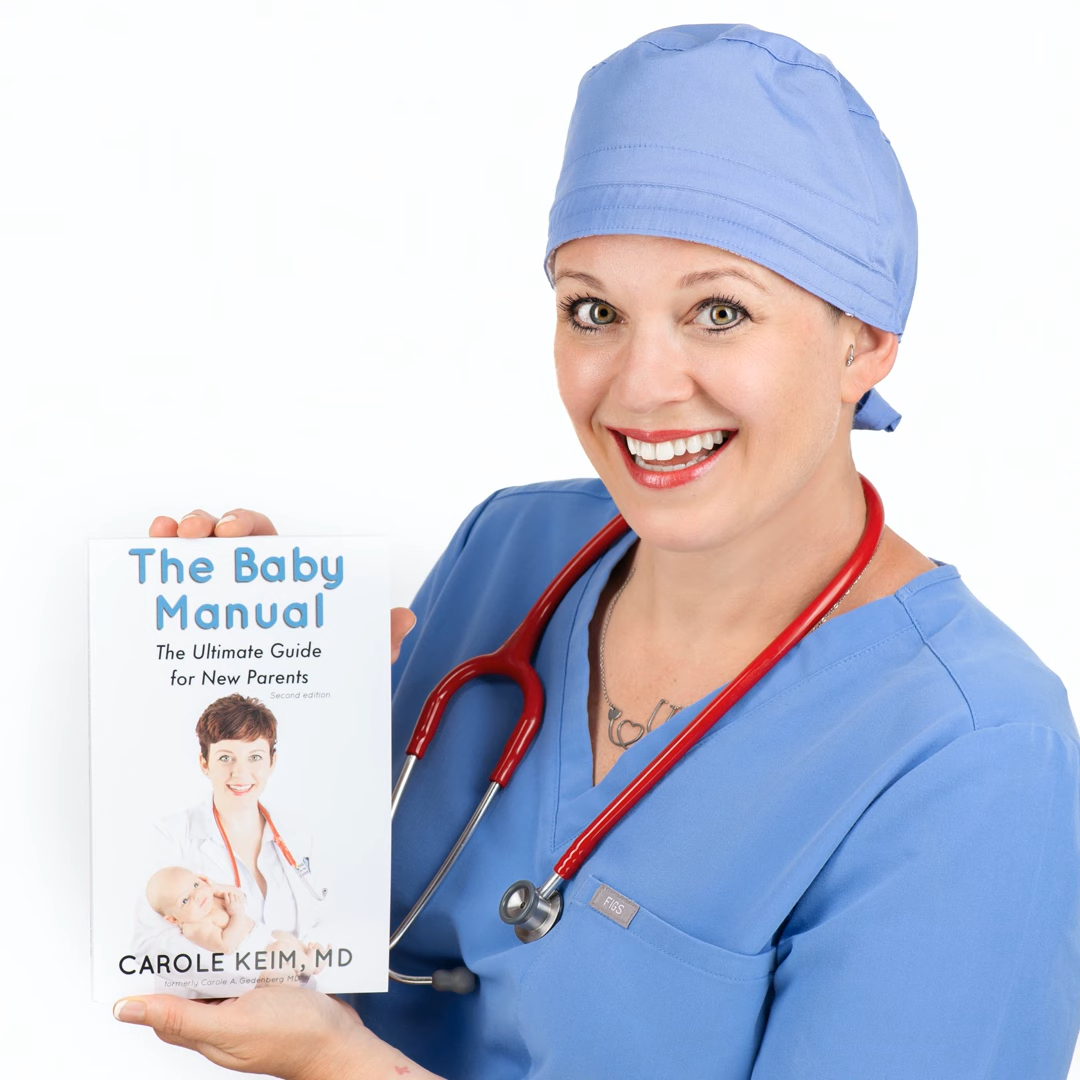 The Baby
Manual
The Ultimate Guide
for New Parents
Second edition
CAROLE KEIM, MD
formerly Carole A. Gedenberg MD
FIGS